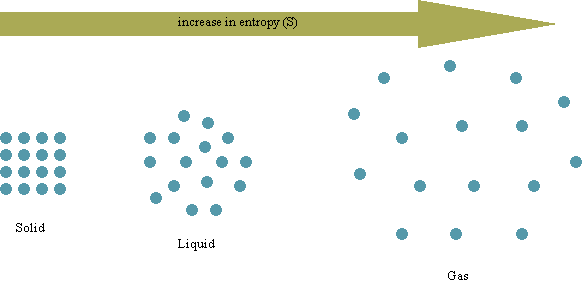 increase in entropy (S)
Solid
Liquid
Gas